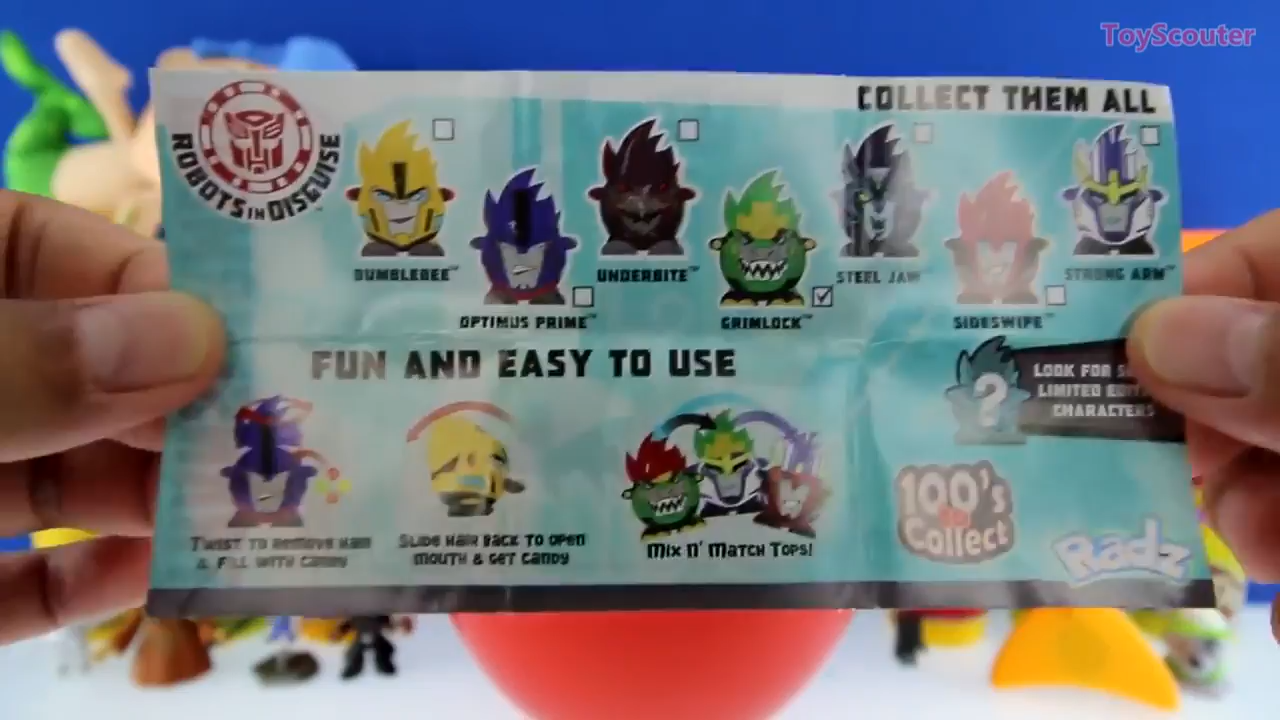 ToyScouter
COLLECT THEM ALL
ROBOTS IN DISGUISE
BUMBLEBEE™
UNDERBITE™
STEEL JAW
STRONG ARM™
OPTIMUS PRIME™
GRIMLOCK™
SIDESWIPE™
FUN AND EASY TO USE
?
LOOK FOR
LIMITED
CHARACTERS
TWIST TO REMOVE HAIR
& FILL WITH CANDY
SLIDE HAIR BACK TO OPEN
MOUTH & GET CANDY
MIX N' MATCH TOPS!
100's
to
Collect
Radz